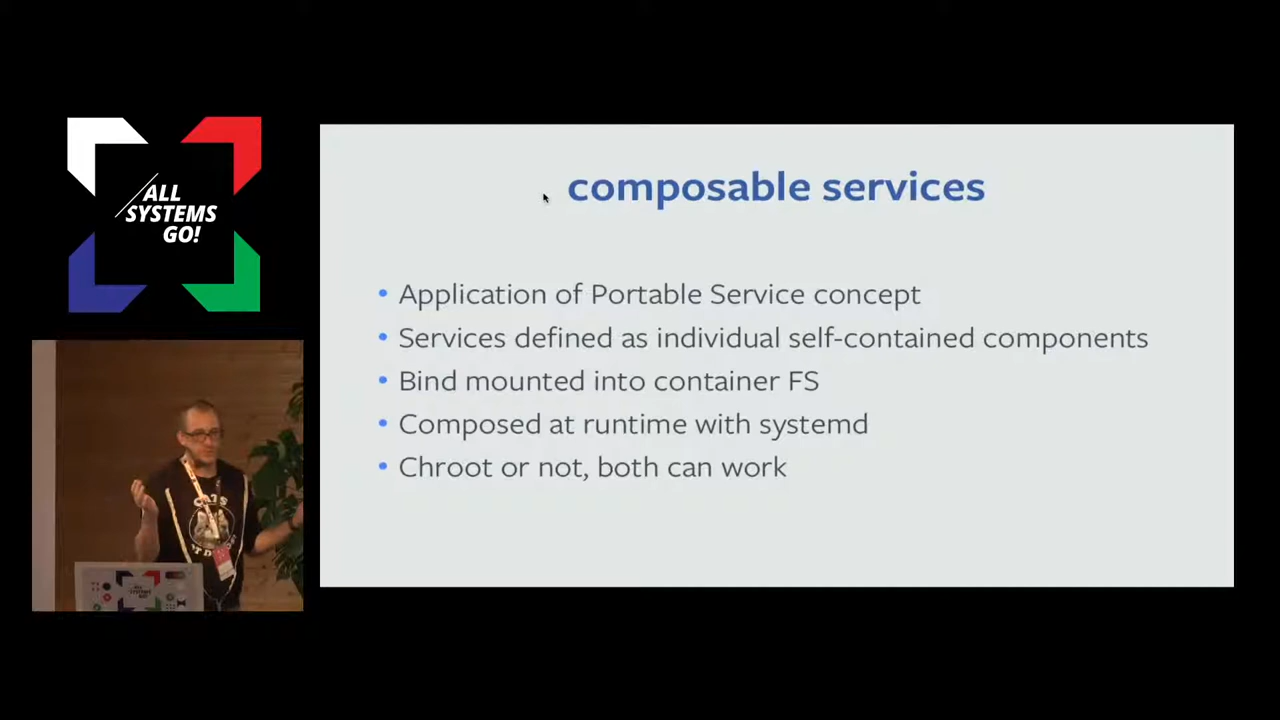 ALL
SYSTEMS
GO!
composable services
• Application of Portable Service concept
• Services defined as individual self-contained components
• Bind mounted into container FS
• Composed at runtime with systemd
• Chroot or not, both can work
CATS